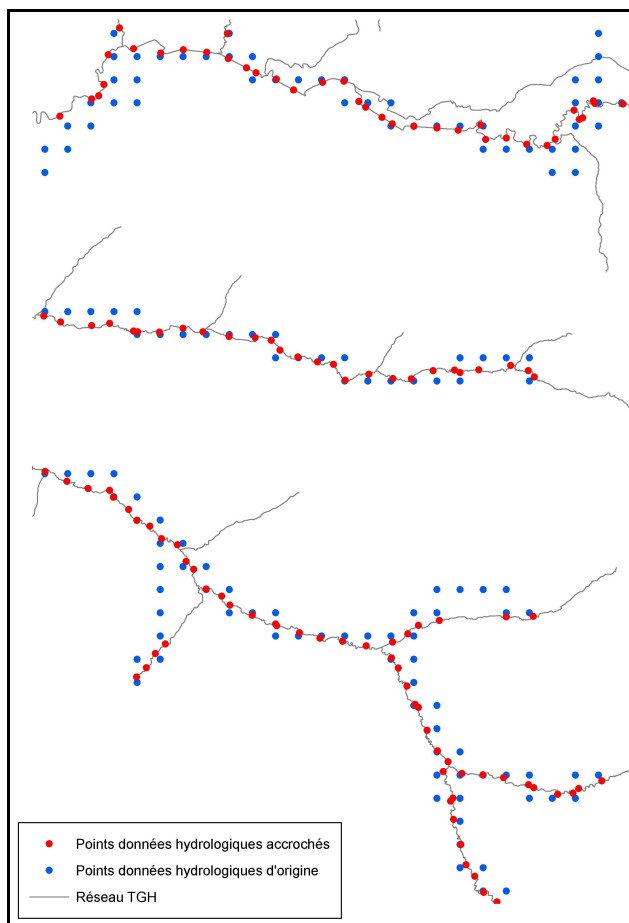 Points données hydrologiques accrochés
Points données hydrologiques d'origine
Réseau TGH